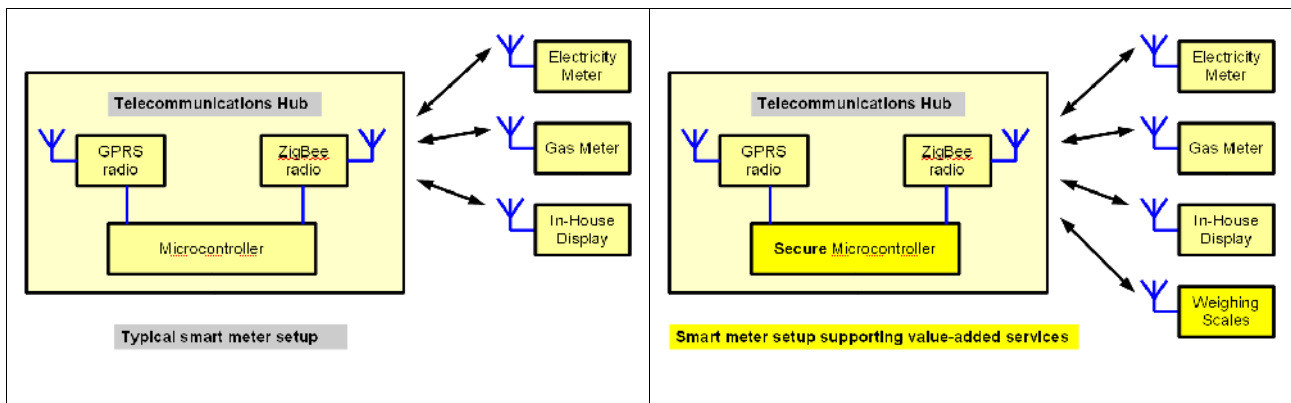 Electricity
Meter
Telecommunications Hub
GPRS
radio
ZigBee
radio
Gas Meter
In-House
Display
Microcontroller
Typical smart meter setup
Electricity
Meter
Telecommunications Hub
GPRS
radio
ZigBee
radio
Gas Meter
In-House
Display
Secure Microcontroller
Weighing
Scales
Smart meter setup supporting value-added services